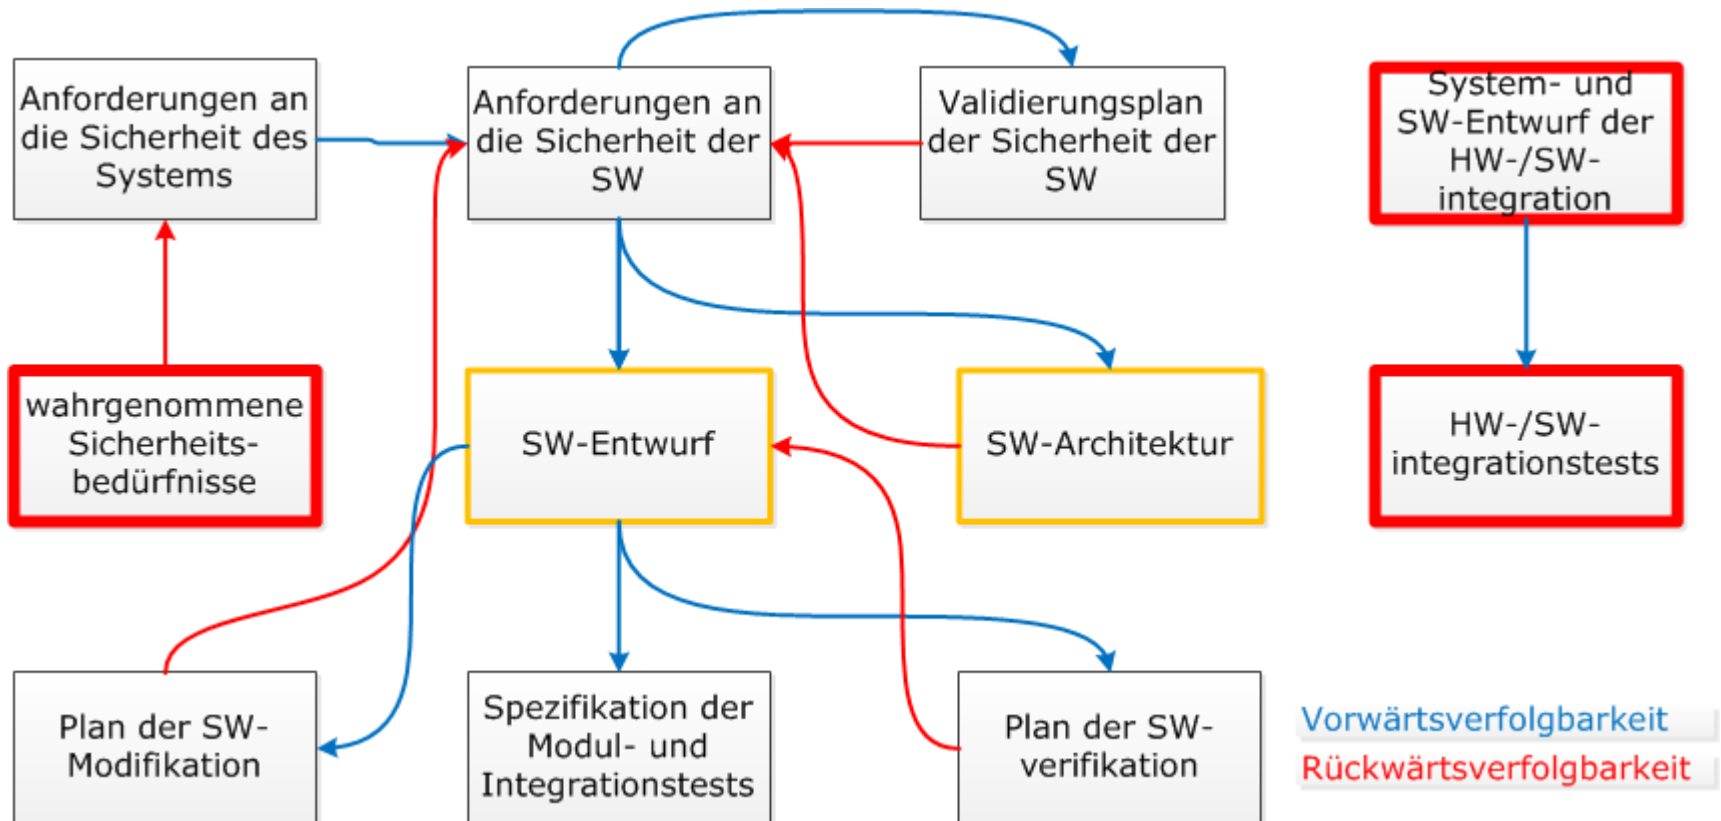 Anforderungen an
die Sicherheit des
Systems
Anforderungen an
die Sicherheit der
SW
Validierungsplan
der Sicherheit der
SW
System- und
SW-Entwurf der
HW-/SW-
integration
wahrgenommene
Sicherheits-
bedürfnisse
SW-Entwurf
SW-Architektur
HW-/SW-
integrationstests
Plan der SW-
Modifikation
Spezifikation der
Modul- und
Integrationstests
Plan der SW-
verifikation
Vorwärtsverfolgbarkeit
Rückwärtsverfolgbarkeit